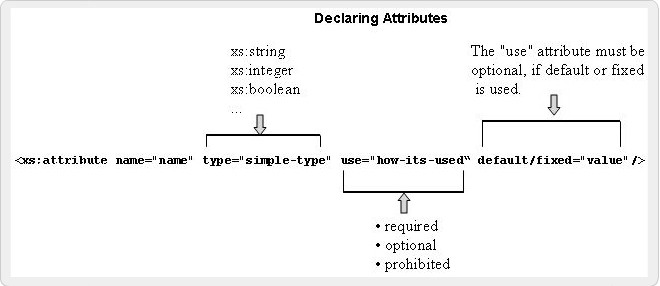 Declaring Attributes
xs:string
xs:integer
xs:boolean
...
The "use" attribute must be
optional, if default or fixed
is used.
<xs:attribute name="name" type="simple-type" use="how-its-used“ default/fixed="value"/>
• required
• optional
• prohibited